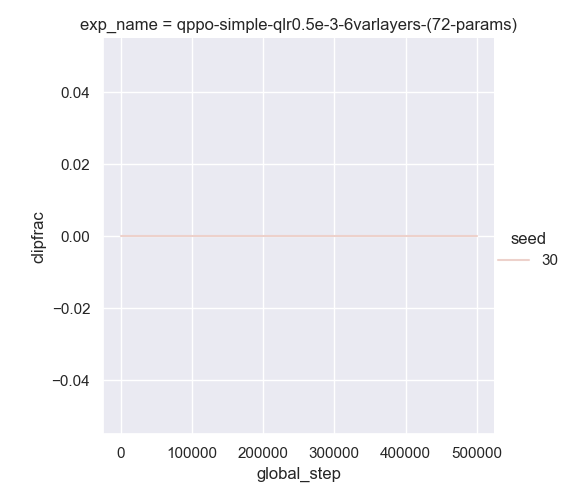 exp_name = qppo-simple-qlr0.5e-3-6varlayers-(72-params)
0.04
0.02
0.00
−0.02
−0.04
clipfrac
0 100000 200000 300000 400000 500000
global_step
seed
30